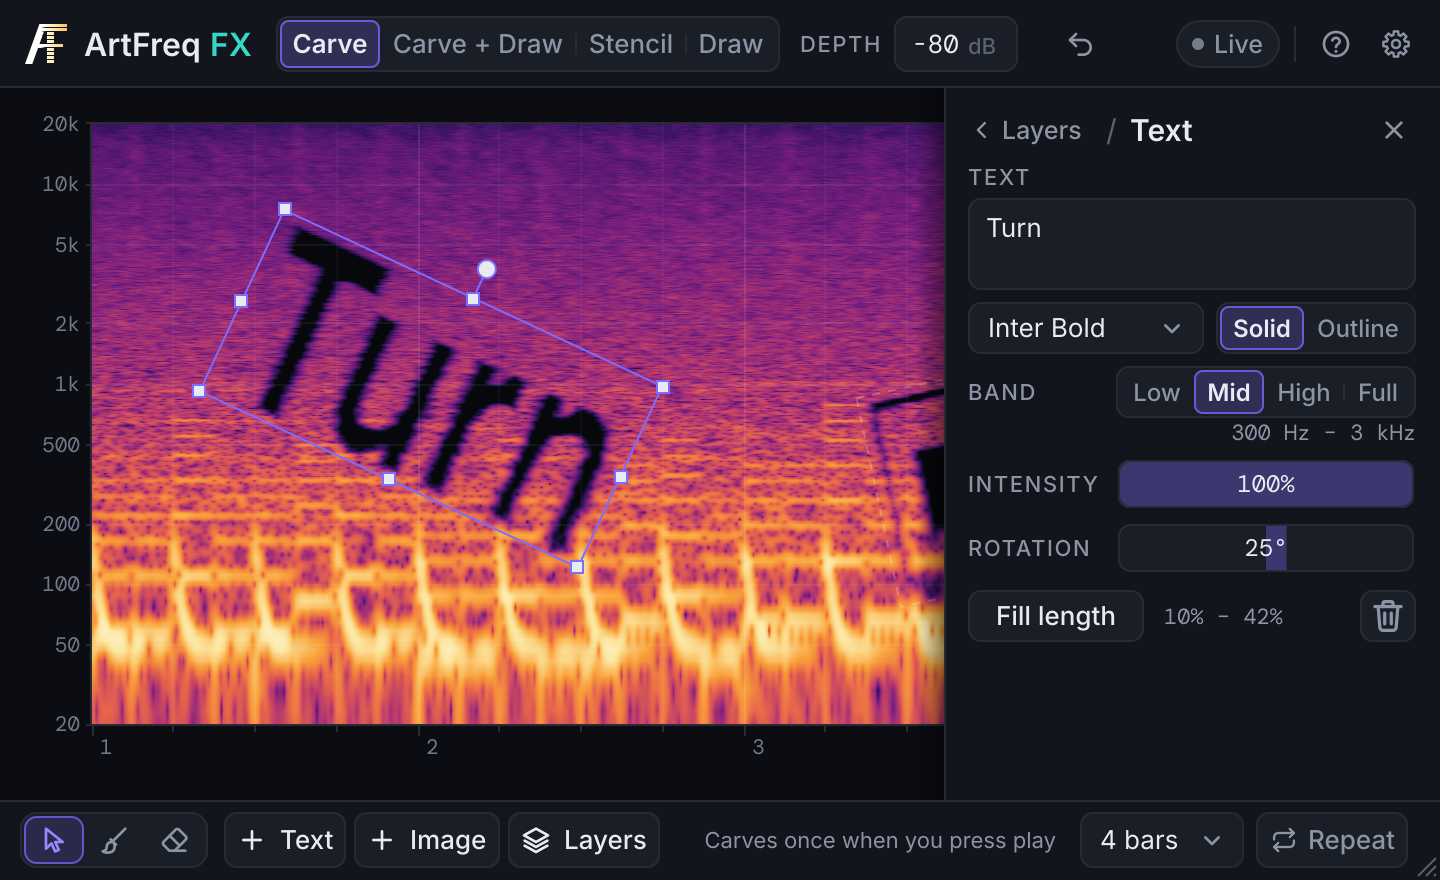 ArtFreq FX
Carve Carve + Draw Stencil Draw
DEPTH -80 dB
Live
Layers / Text
TEXT
Turn
Inter Bold
Solid Outline
BAND Low Mid High Full
300 Hz - 3 kHz
INTENSITY 100%
ROTATION 25°
Fill length 10% - 42%
20k
10k
5k
2k
1k
500
200
100
50
20
Turn
1 2 3
+ Text + Image Layers
Carves once when you press play
4 bars Repeat